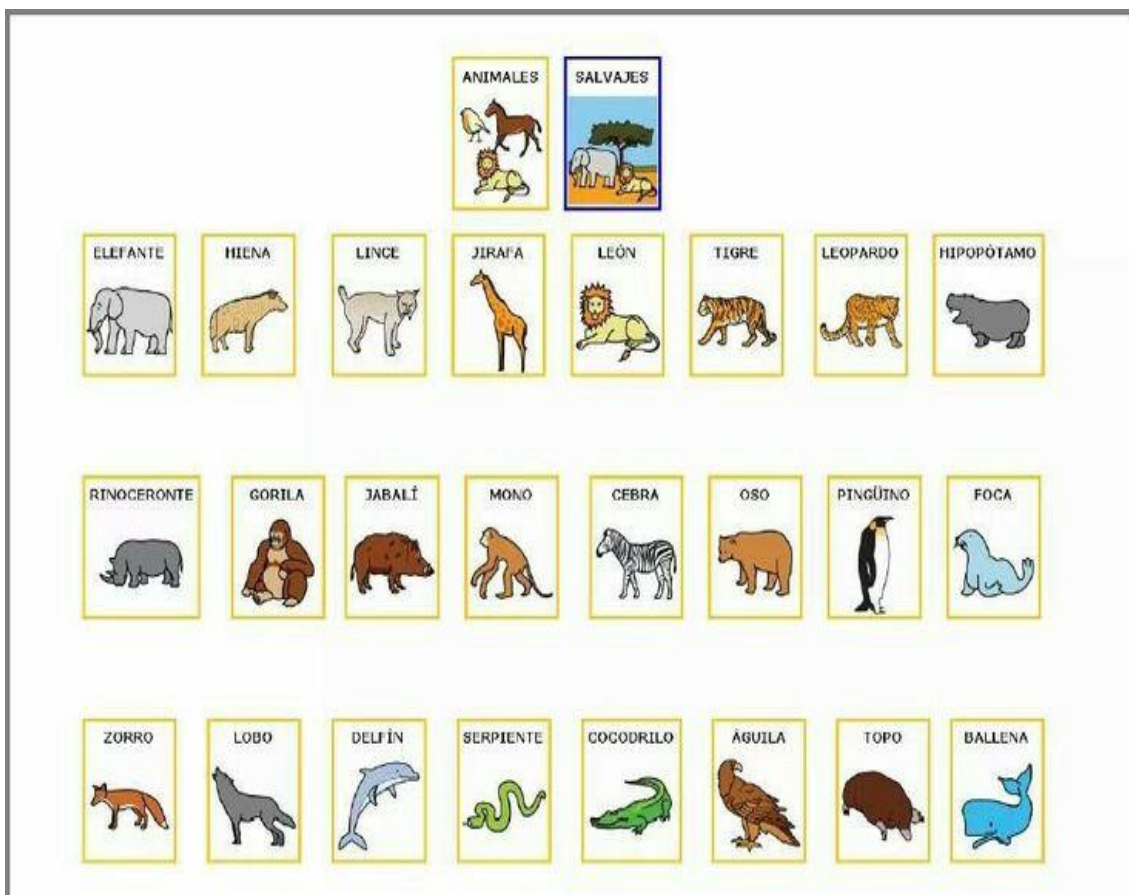 ANIMALES SALVAJES
ELEFANTE HIENA LINCE JIRAFA LEÓN TIGRE LEOPARDO HIPOPÓTAMO
RINOCERONTE GORILA JABALÍ MONO CEBRA OSO PINGÜINO FOCA
ZORRO LOBO DELFÍN SERPIENTE COCODRILO ÁGUILA TOPO BALLENA